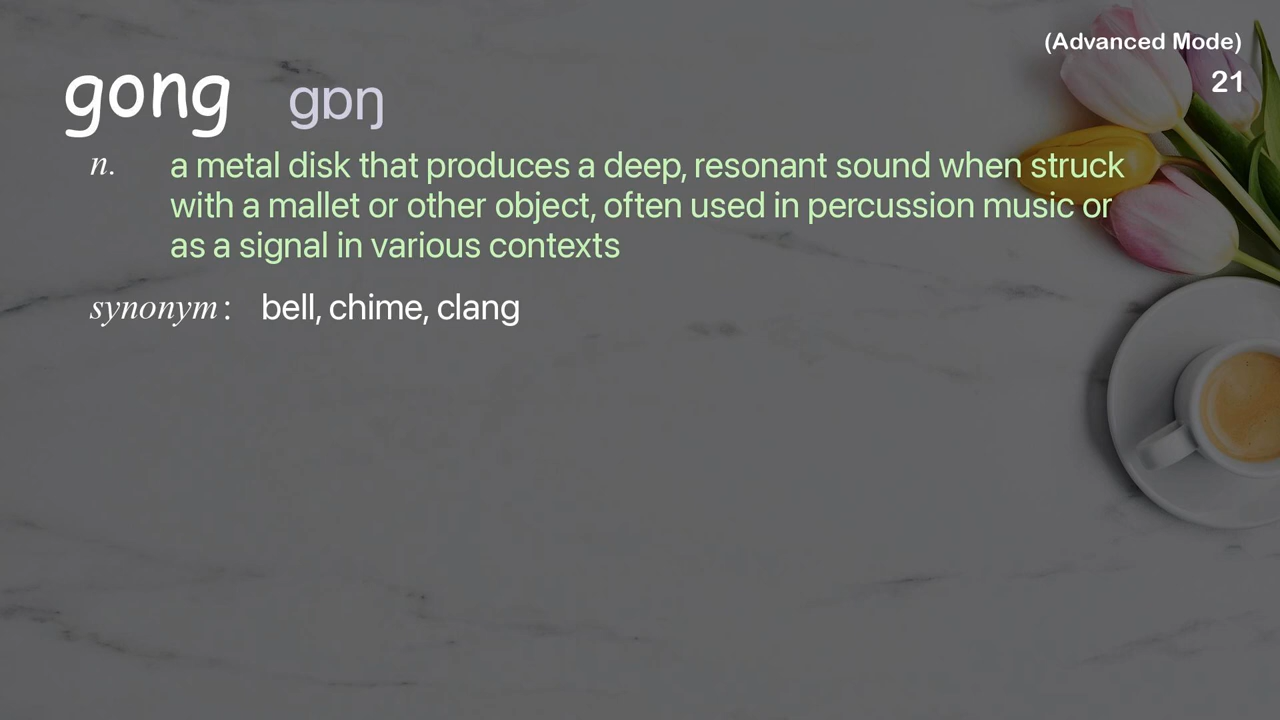 (Advanced Mode)
21
gong gɒŋ
n. a metal disk that produces a deep, resonant sound when struck
with a mallet or other object, often used in percussion music or
as a signal in various contexts
synonym: bell, chime, clang